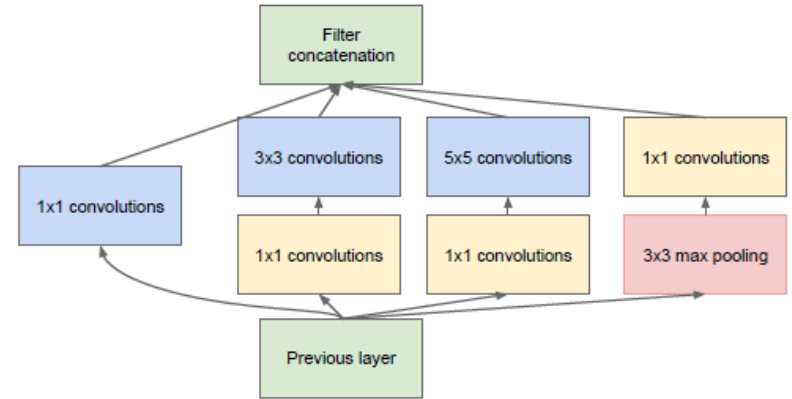 Filter
concatenation
3x3 convolutions
5x5 convolutions
1x1 convolutions
1x1 convolutions
1x1 convolutions
1x1 convolutions
3x3 max pooling
Previous layer